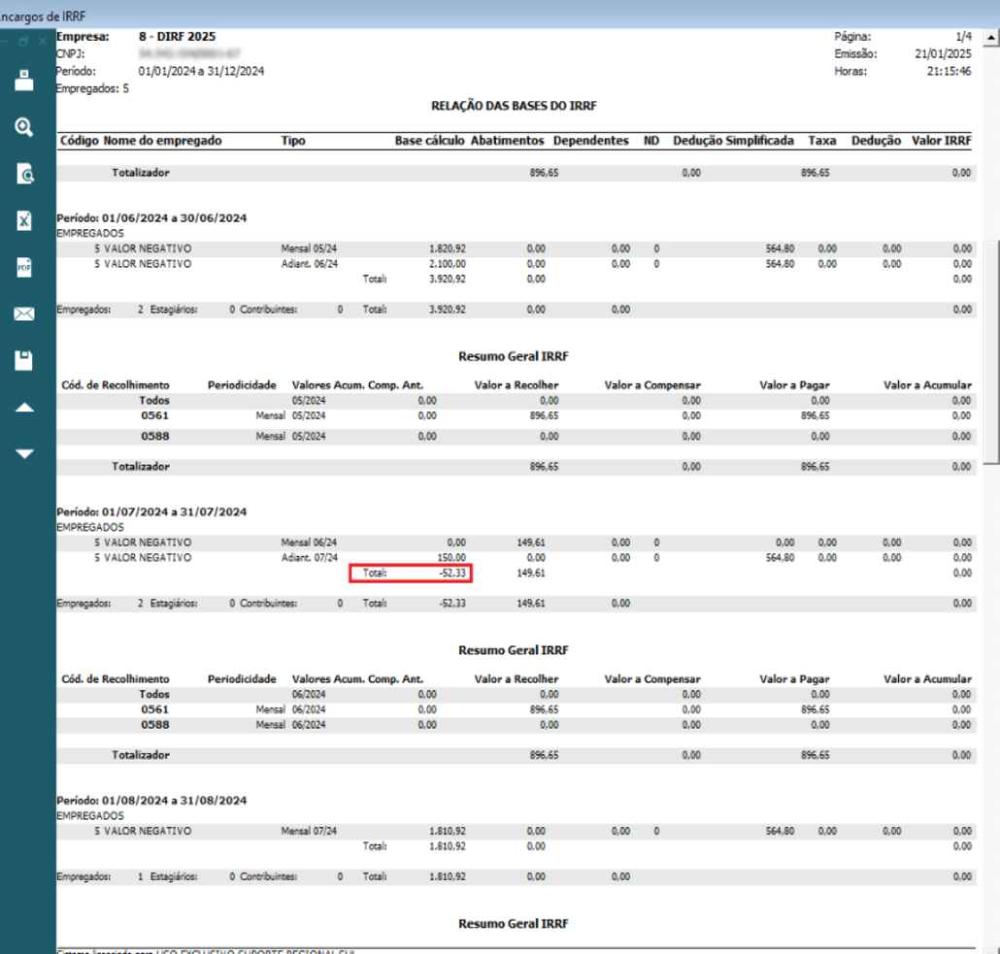 Encargos de IRRF
Empresa: 8 - DIRF 2025 Página: 1/4
CNPJ: Emissão: 21/01/2025
Período: 01/01/2024 a 31/12/2024 Horas: 21:15:46
Empregados: 5
RELAÇÃO DAS BASES DO IRRF
Código Nome do empregado Tipo Base cálculo Abatimentos Dependentes ND Dedução Simplificada Taxa Dedução Valor IRRF
Totalizador 896,65 0,00 896,65 0,00
Período: 01/06/2024 a 30/06/2024
EMPREGADOS
5 VALOR NEGATIVO Mensal 05/24 1.820,92 0,00 0,00 0 564,80 0,00 0,00 0,00
5 VALOR NEGATIVO Adiant. 06/24 2.100,00 0,00 0,00 0 564,80 0,00 0,00 0,00
Total: 3.920,92 0,00 0,00
Empregados: 2 Estagiários: 0 Contribuintes: 0 Total: 3.920,92 0,00 0,00 0,00
Resumo Geral IRRF
Cód. de Recolhimento Periodicidade Valores Acum. Comp. Ant. Valor a Recolher Valor a Compensar Valor a Pagar Valor a Acumular
Todos 05/2024 0,00 0,00 0,00 0,00 0,00
0561 Mensal 05/2024 0,00 896,65 0,00 896,65 0,00
0588 Mensal 05/2024 0,00 0,00 0,00 0,00 0,00
Totalizador 896,65 0,00 896,65 0,00
Período: 01/07/2024 a 31/07/2024
EMPREGADOS
5 VALOR NEGATIVO Mensal 06/24 0,00 149,61 0,00 0 0,00 0,00 0,00 0,00
5 VALOR NEGATIVO Adiant. 07/24 150,00 0,00 0,00 0 564,80 0,00 0,00 0,00
Total: -52,33 149,61 0,00
Empregados: 2 Estagiários: 0 Contribuintes: 0 Total: -52,33 149,61 0,00 0,00
Resumo Geral IRRF
Cód. de Recolhimento Periodicidade Valores Acum. Comp. Ant. Valor a Recolher Valor a Compensar Valor a Pagar Valor a Acumular
Todos 06/2024 0,00 0,00 0,00 0,00 0,00
0561 Mensal 06/2024 0,00 896,65 0,00 896,65 0,00
0588 Mensal 06/2024 0,00 0,00 0,00 0,00 0,00
Totalizador 896,65 0,00 896,65 0,00
Período: 01/08/2024 a 31/08/2024
EMPREGADOS
5 VALOR NEGATIVO Mensal 07/24 1.810,92 0,00 0,00 0 564,80 0,00 0,00 0,00
Total: 1.810,92 0,00 0,00
Empregados: 1 Estagiários: 0 Contribuintes: 0 Total: 1.810,92 0,00 0,00 0,00
Resumo Geral IRRF
Sistema licenciado para USO EXCLUSIVO SUPORTE REGIONAL SUL